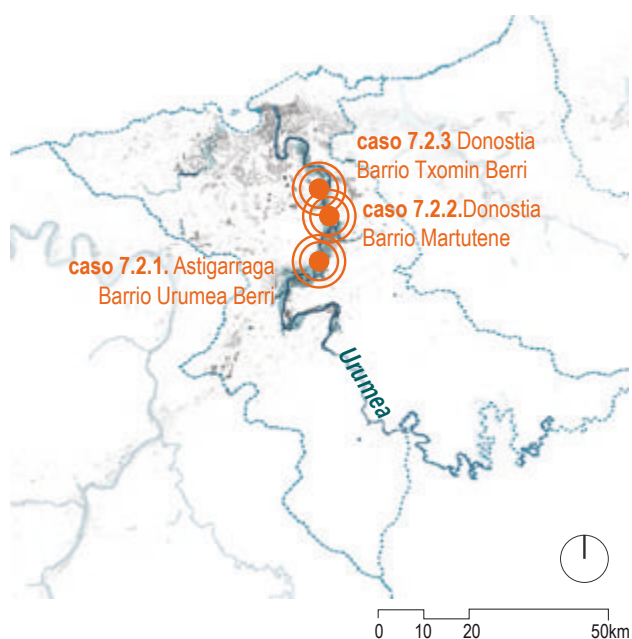 caso 7.2.3 Donostia
Barrio Txomin Berri
caso 7.2.2.Donostia
Barrio Martutene
caso 7.2.1. Astigarraga
Barrio Urumea Berri
Urumea
0 10 20 50km